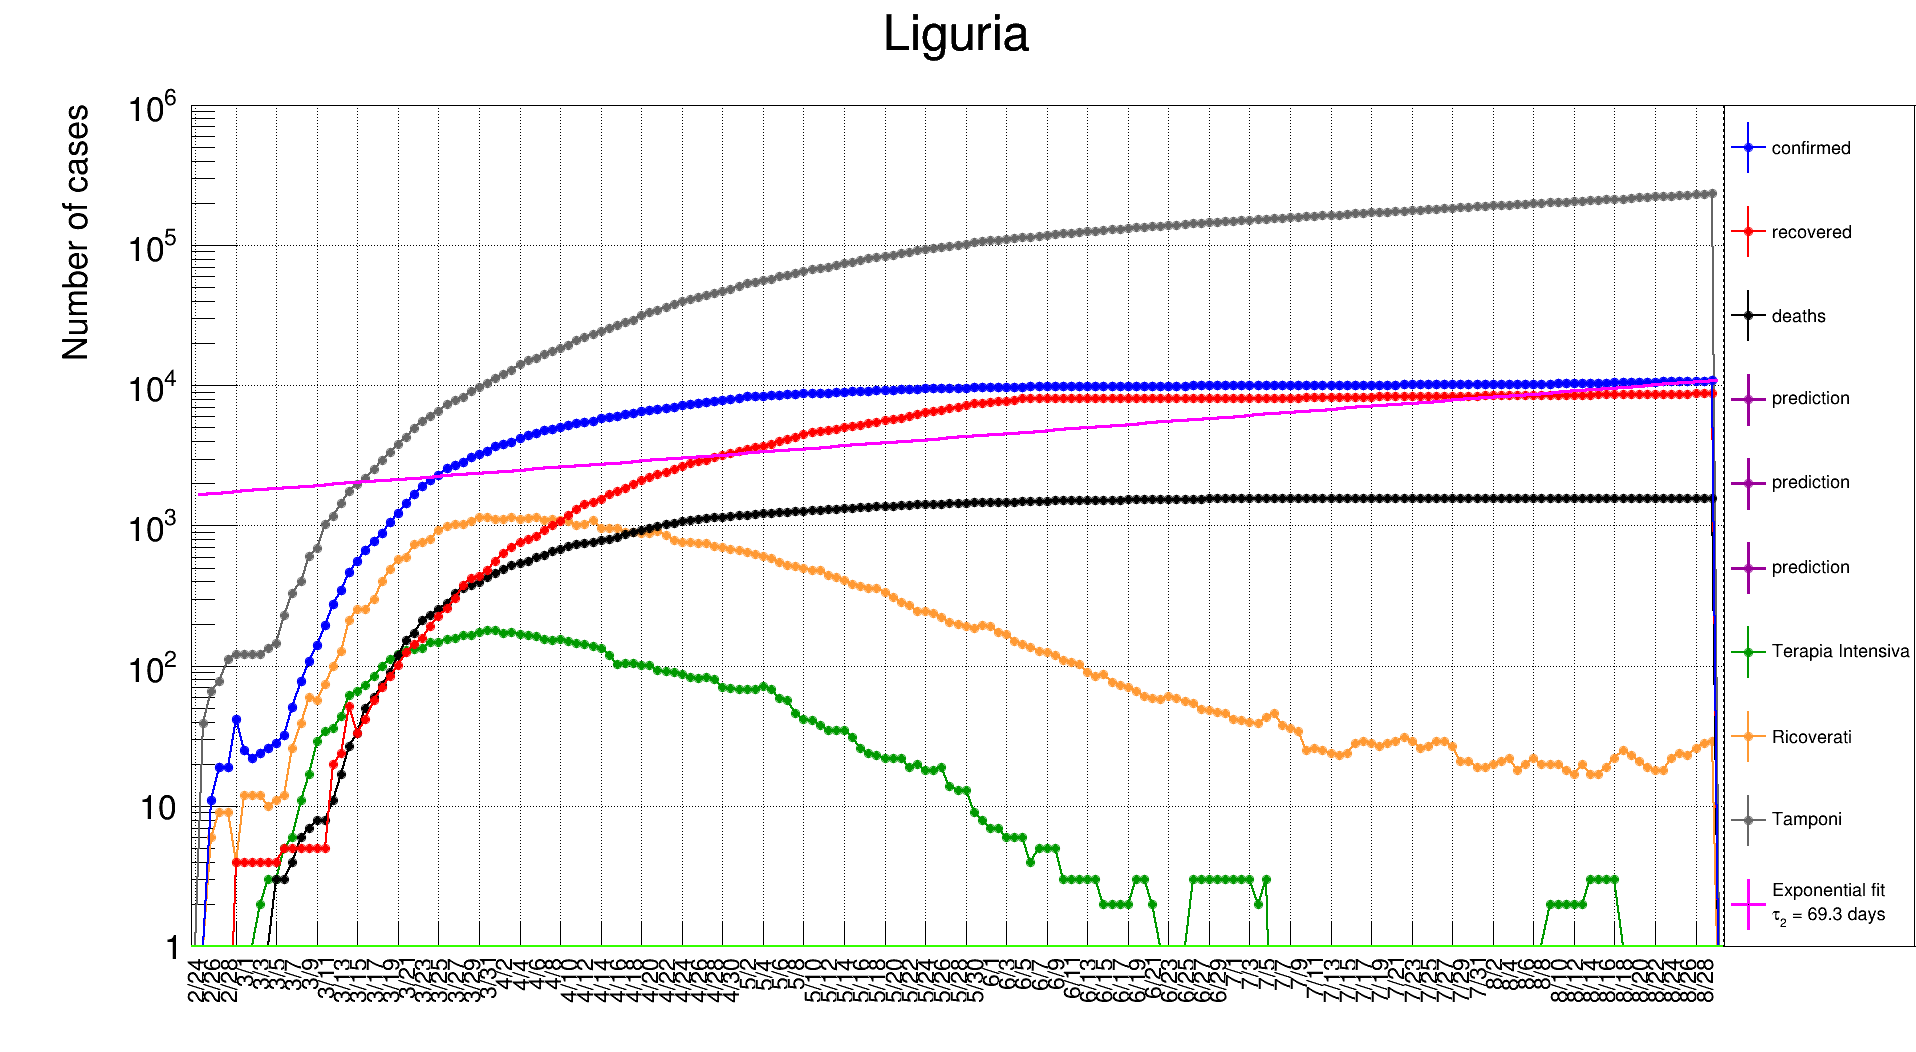 Liguria
Number of cases
10⁶
10⁵
10⁴
10³
10²
10
1
2/24 2/26 2/28 3/1 3/3 3/5 3/7 3/9 3/11 3/13 3/15 3/17 3/19 3/21 3/23 3/25 3/27 3/29 3/31 4/2 4/4 4/6 4/8 4/10 4/12 4/14 4/16 4/18 4/20 4/22 4/24 4/26 4/28 4/30 5/2 5/4 5/6 5/8 5/10 5/12 5/14 5/16 5/18 5/20 5/22 5/24 5/26 5/28 5/30 6/1 6/3 6/5 6/7 6/9 6/11 6/13 6/15 6/17 6/19 6/21 6/23 6/25 6/27 6/29 7/1 7/3 7/5 7/7 7/9 7/11 7/13 7/15 7/17 7/19 7/21 7/23 7/25 7/27 7/29 7/31 8/2 8/4 8/6 8/8 8/10 8/12 8/14 8/16 8/18 8/20 8/22 8/24 8/26 8/28
confirmed
recovered
deaths
prediction
prediction
prediction
Terapia Intensiva
Ricoverati
Tamponi
Exponential fit
τ₂ = 69.3 days